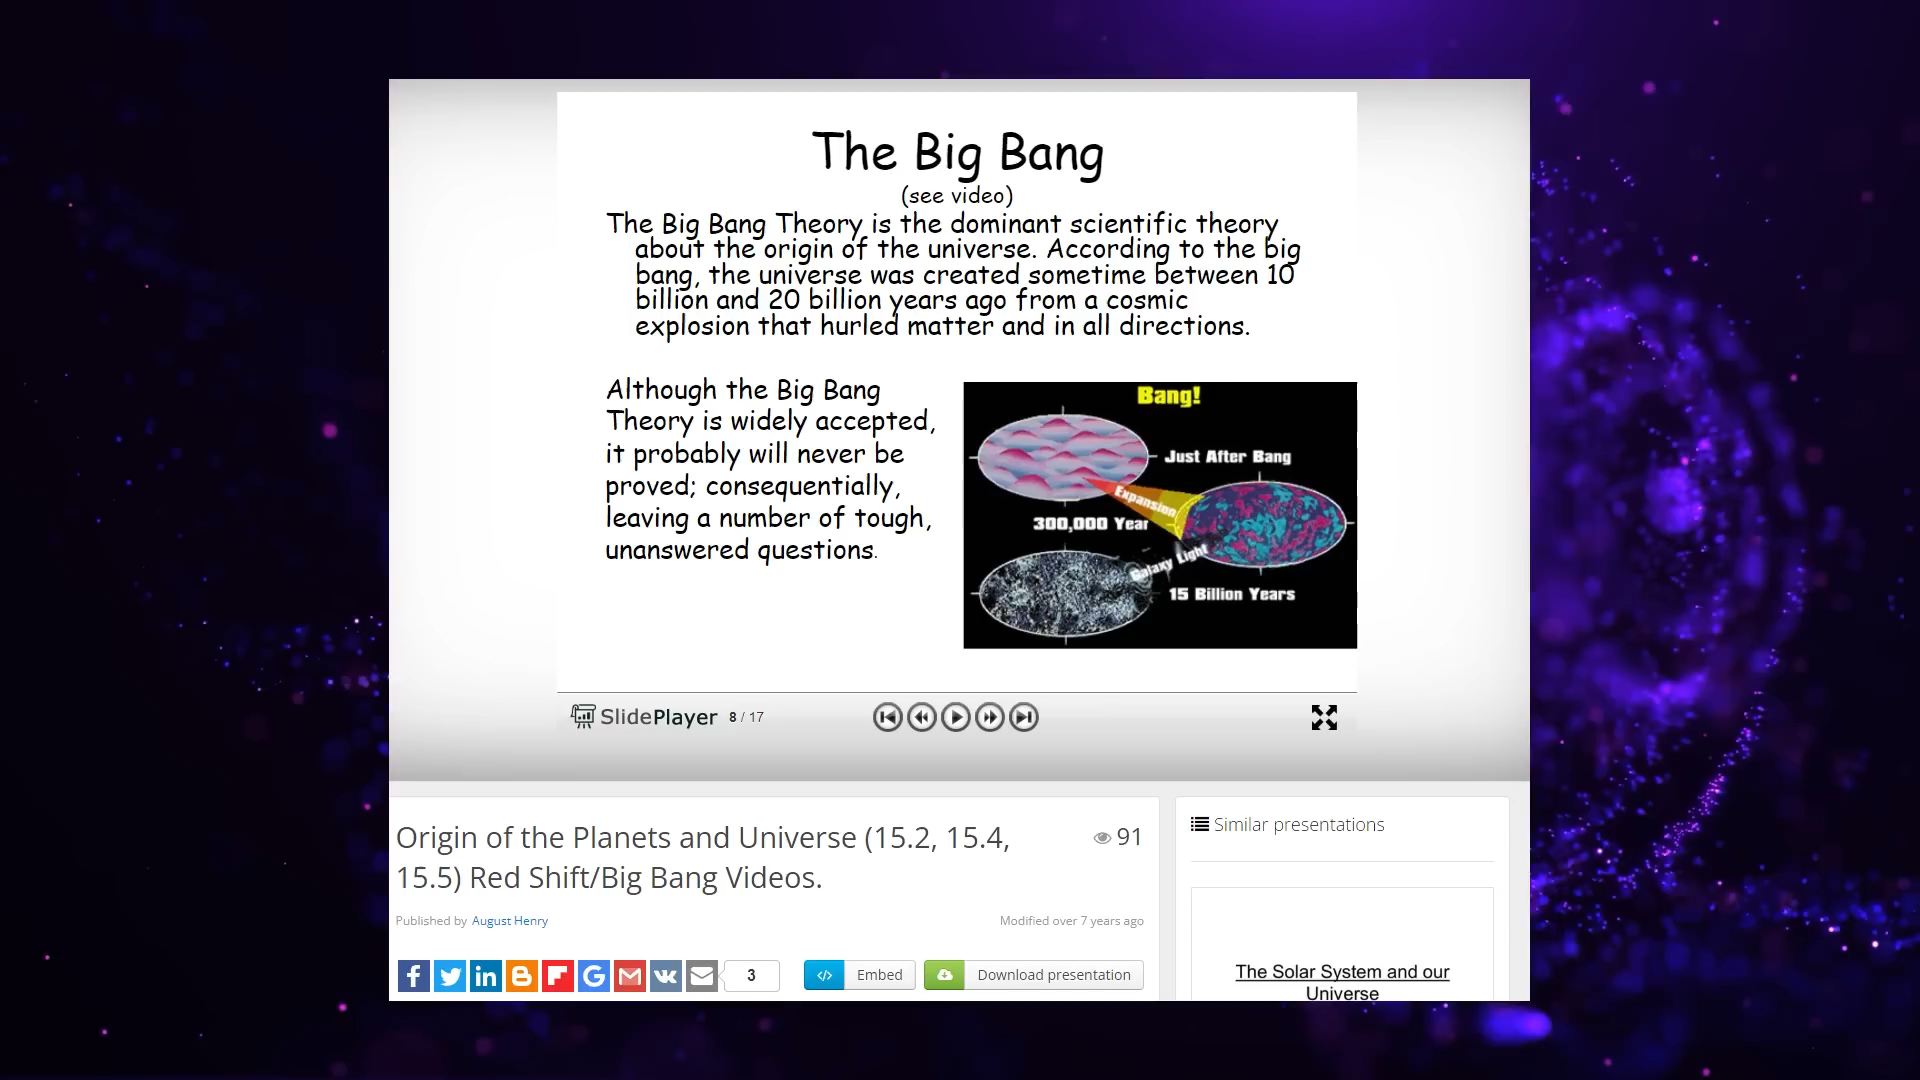 The Big Bang
(see video)
The Big Bang Theory is the dominant scientific theory
about the origin of the universe. According to the big
bang, the universe was created sometime between 10
billion and 20 billion years ago from a cosmic
explosion that hurled matter and in all directions.
Although the Big Bang
Theory is widely accepted,
it probably will never be
proved; consequentially,
leaving a number of tough,
unanswered questions.
Bang!
Just After Bang
Expansion
300,000 Year
Galaxy Light
15 Billion Years
SlidePlayer 8 / 17
Origin of the Planets and Universe (15.2, 15.4,
15.5) Red Shift/Big Bang Videos.
91
Published by August Henry
Modified over 7 years ago
3
Embed
Download presentation
Similar presentations
The Solar System and our
Universe